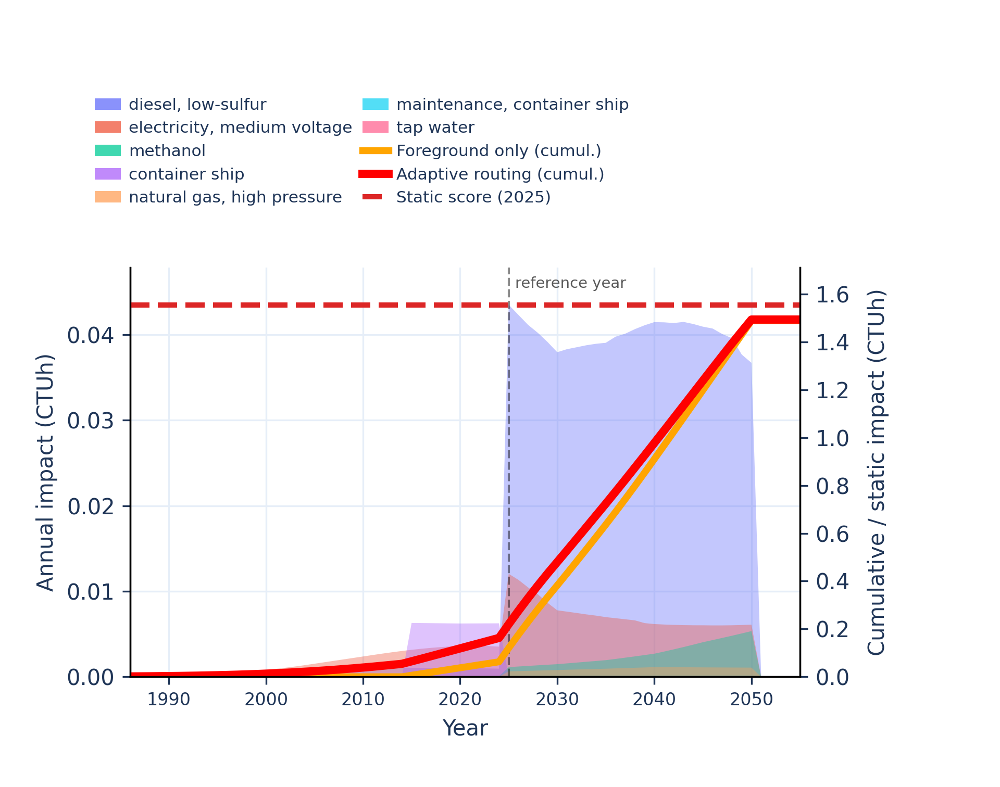 diesel, low-sulfur
electricity, medium voltage
methanol
container ship
natural gas, high pressure
maintenance, container ship
tap water
Foreground only (cumul.)
Adaptive routing (cumul.)
Static score (2025)
reference year
Annual impact (CTUh)
0.04
0.03
0.02
0.01
0.00
1.6
1.4
1.2
1.0
0.8
0.6
0.4
0.2
0.0
Cumulative / static impact (CTUh)
1990 2000 2010 2020 2030 2040 2050
Year